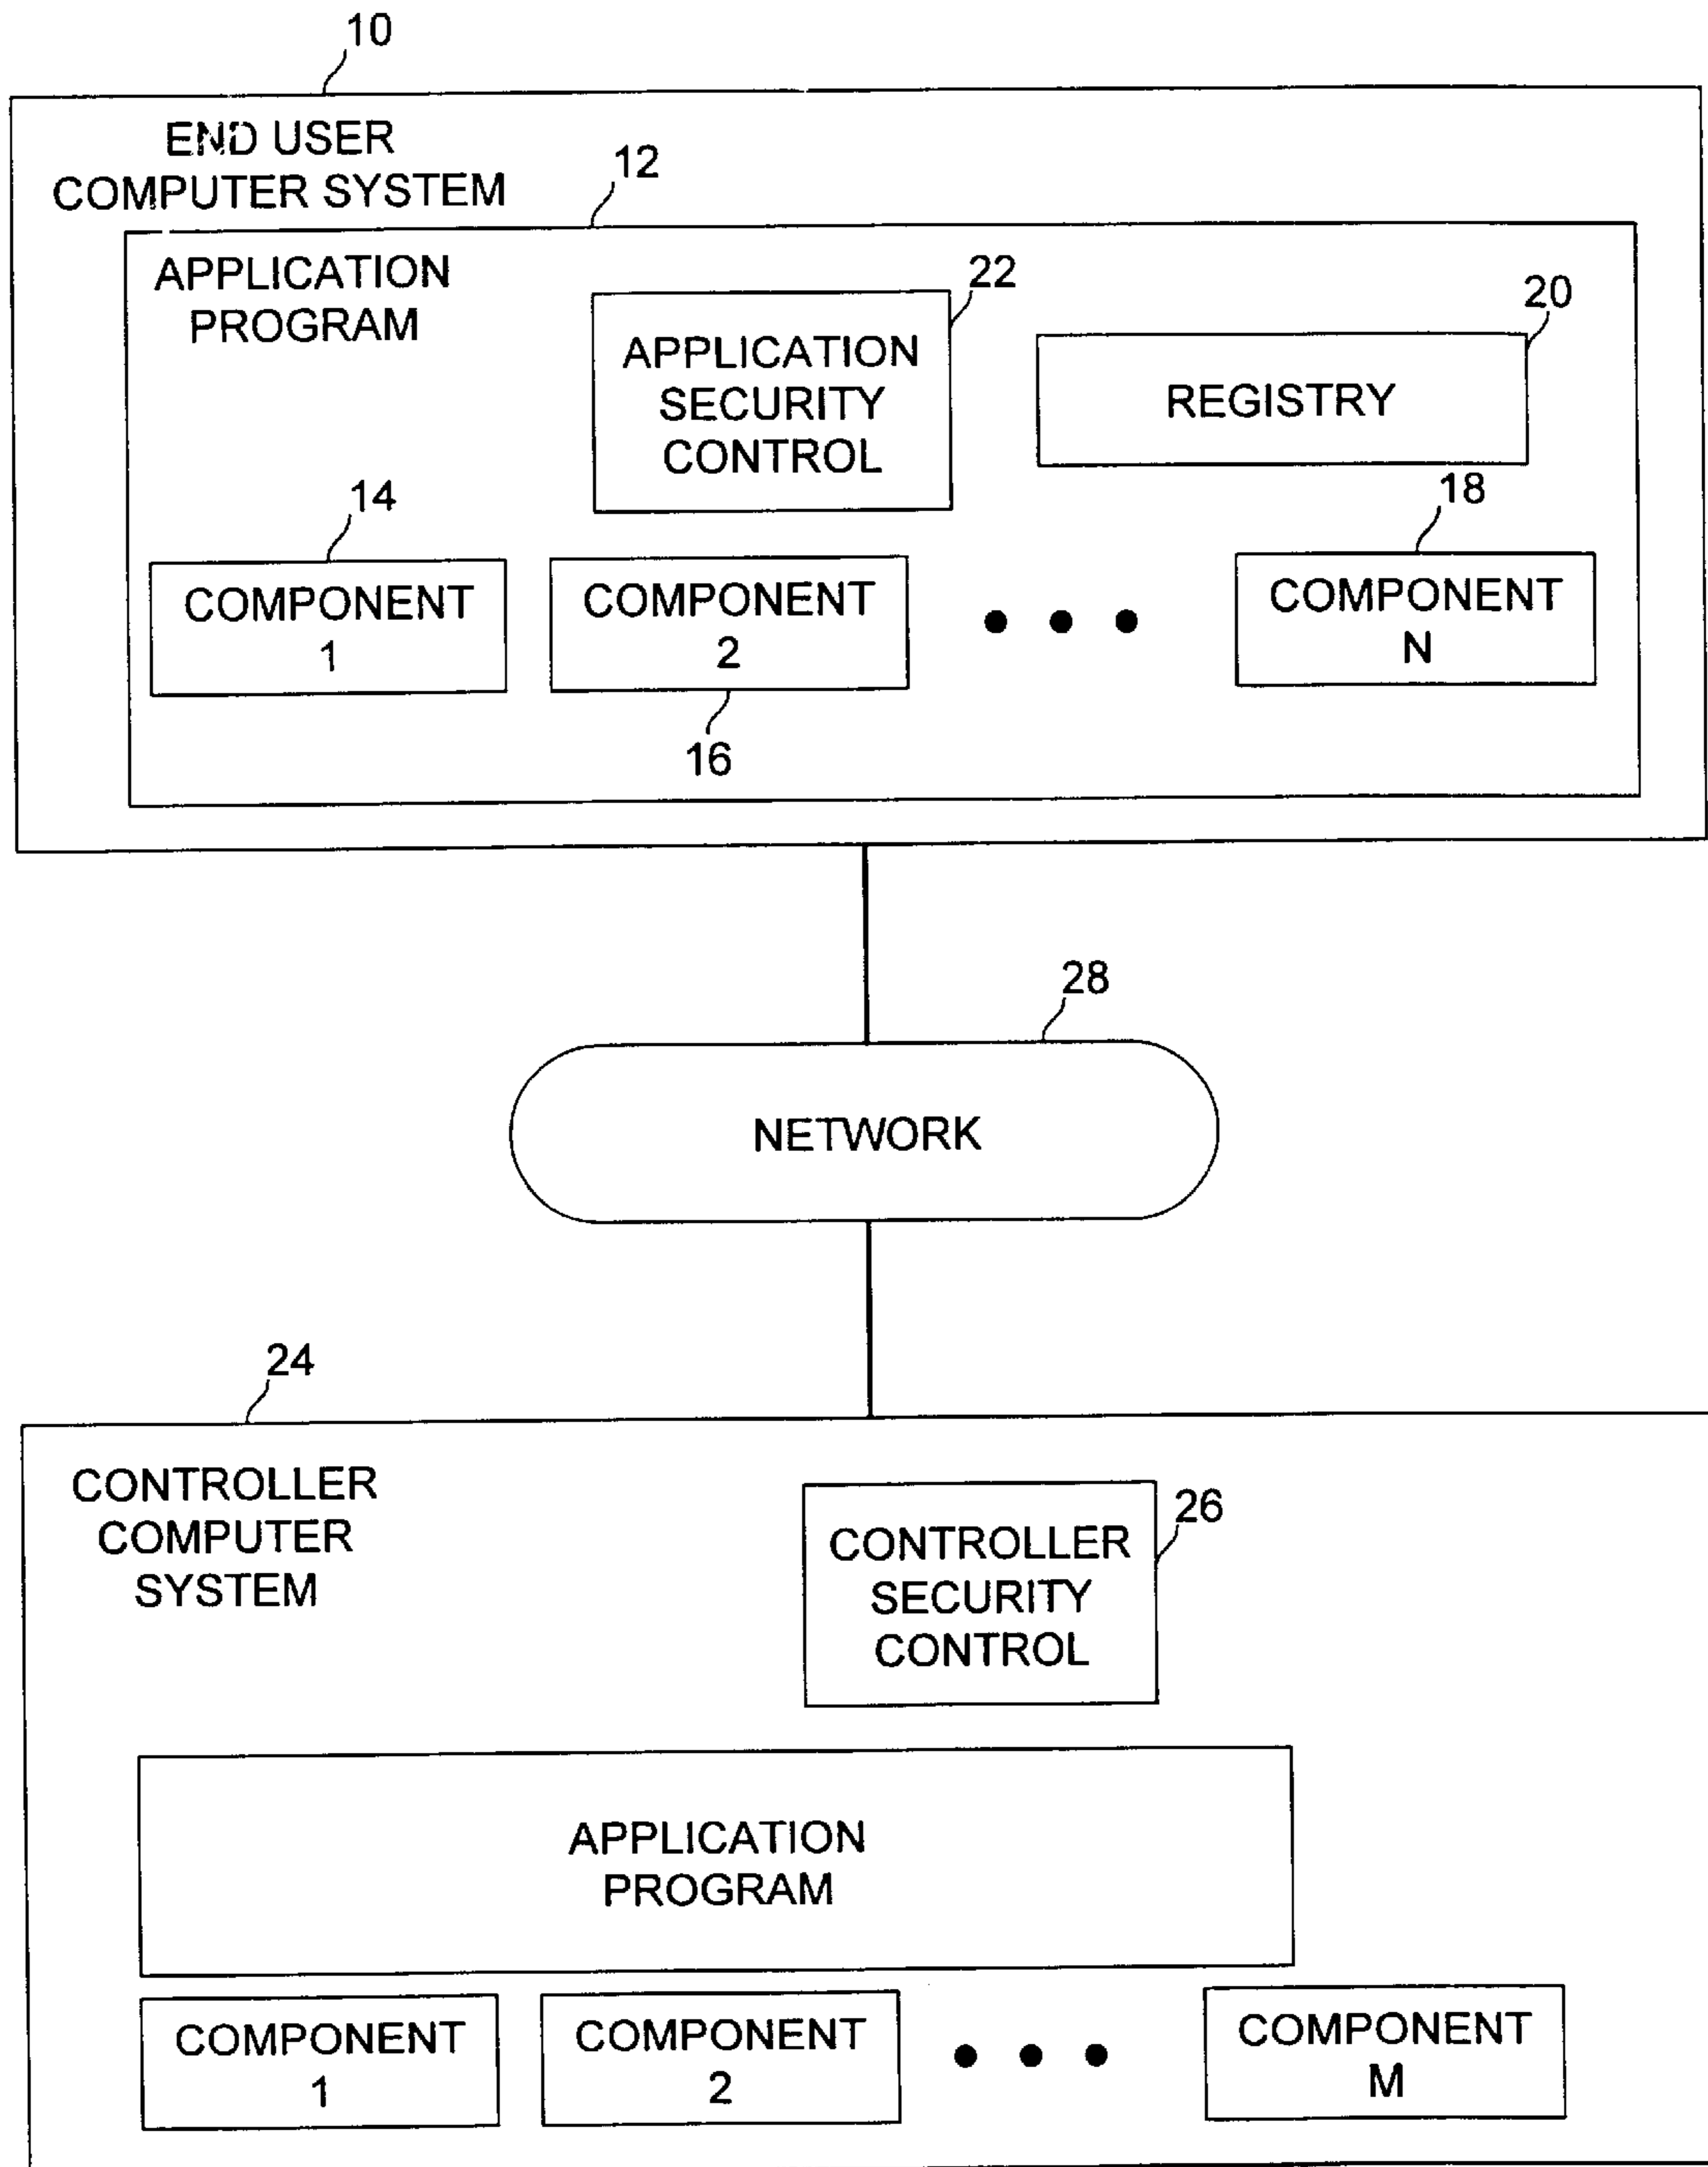 10
END USER
COMPUTER SYSTEM
12
APPLICATION
PROGRAM
22
APPLICATION
SECURITY
CONTROL
20
REGISTRY
14
COMPONENT
1
COMPONENT
2
16
18
COMPONENT
N
28
NETWORK
24
CONTROLLER
COMPUTER
SYSTEM
26
CONTROLLER
SECURITY
CONTROL
APPLICATION
PROGRAM
COMPONENT
1
COMPONENT
2
COMPONENT
M